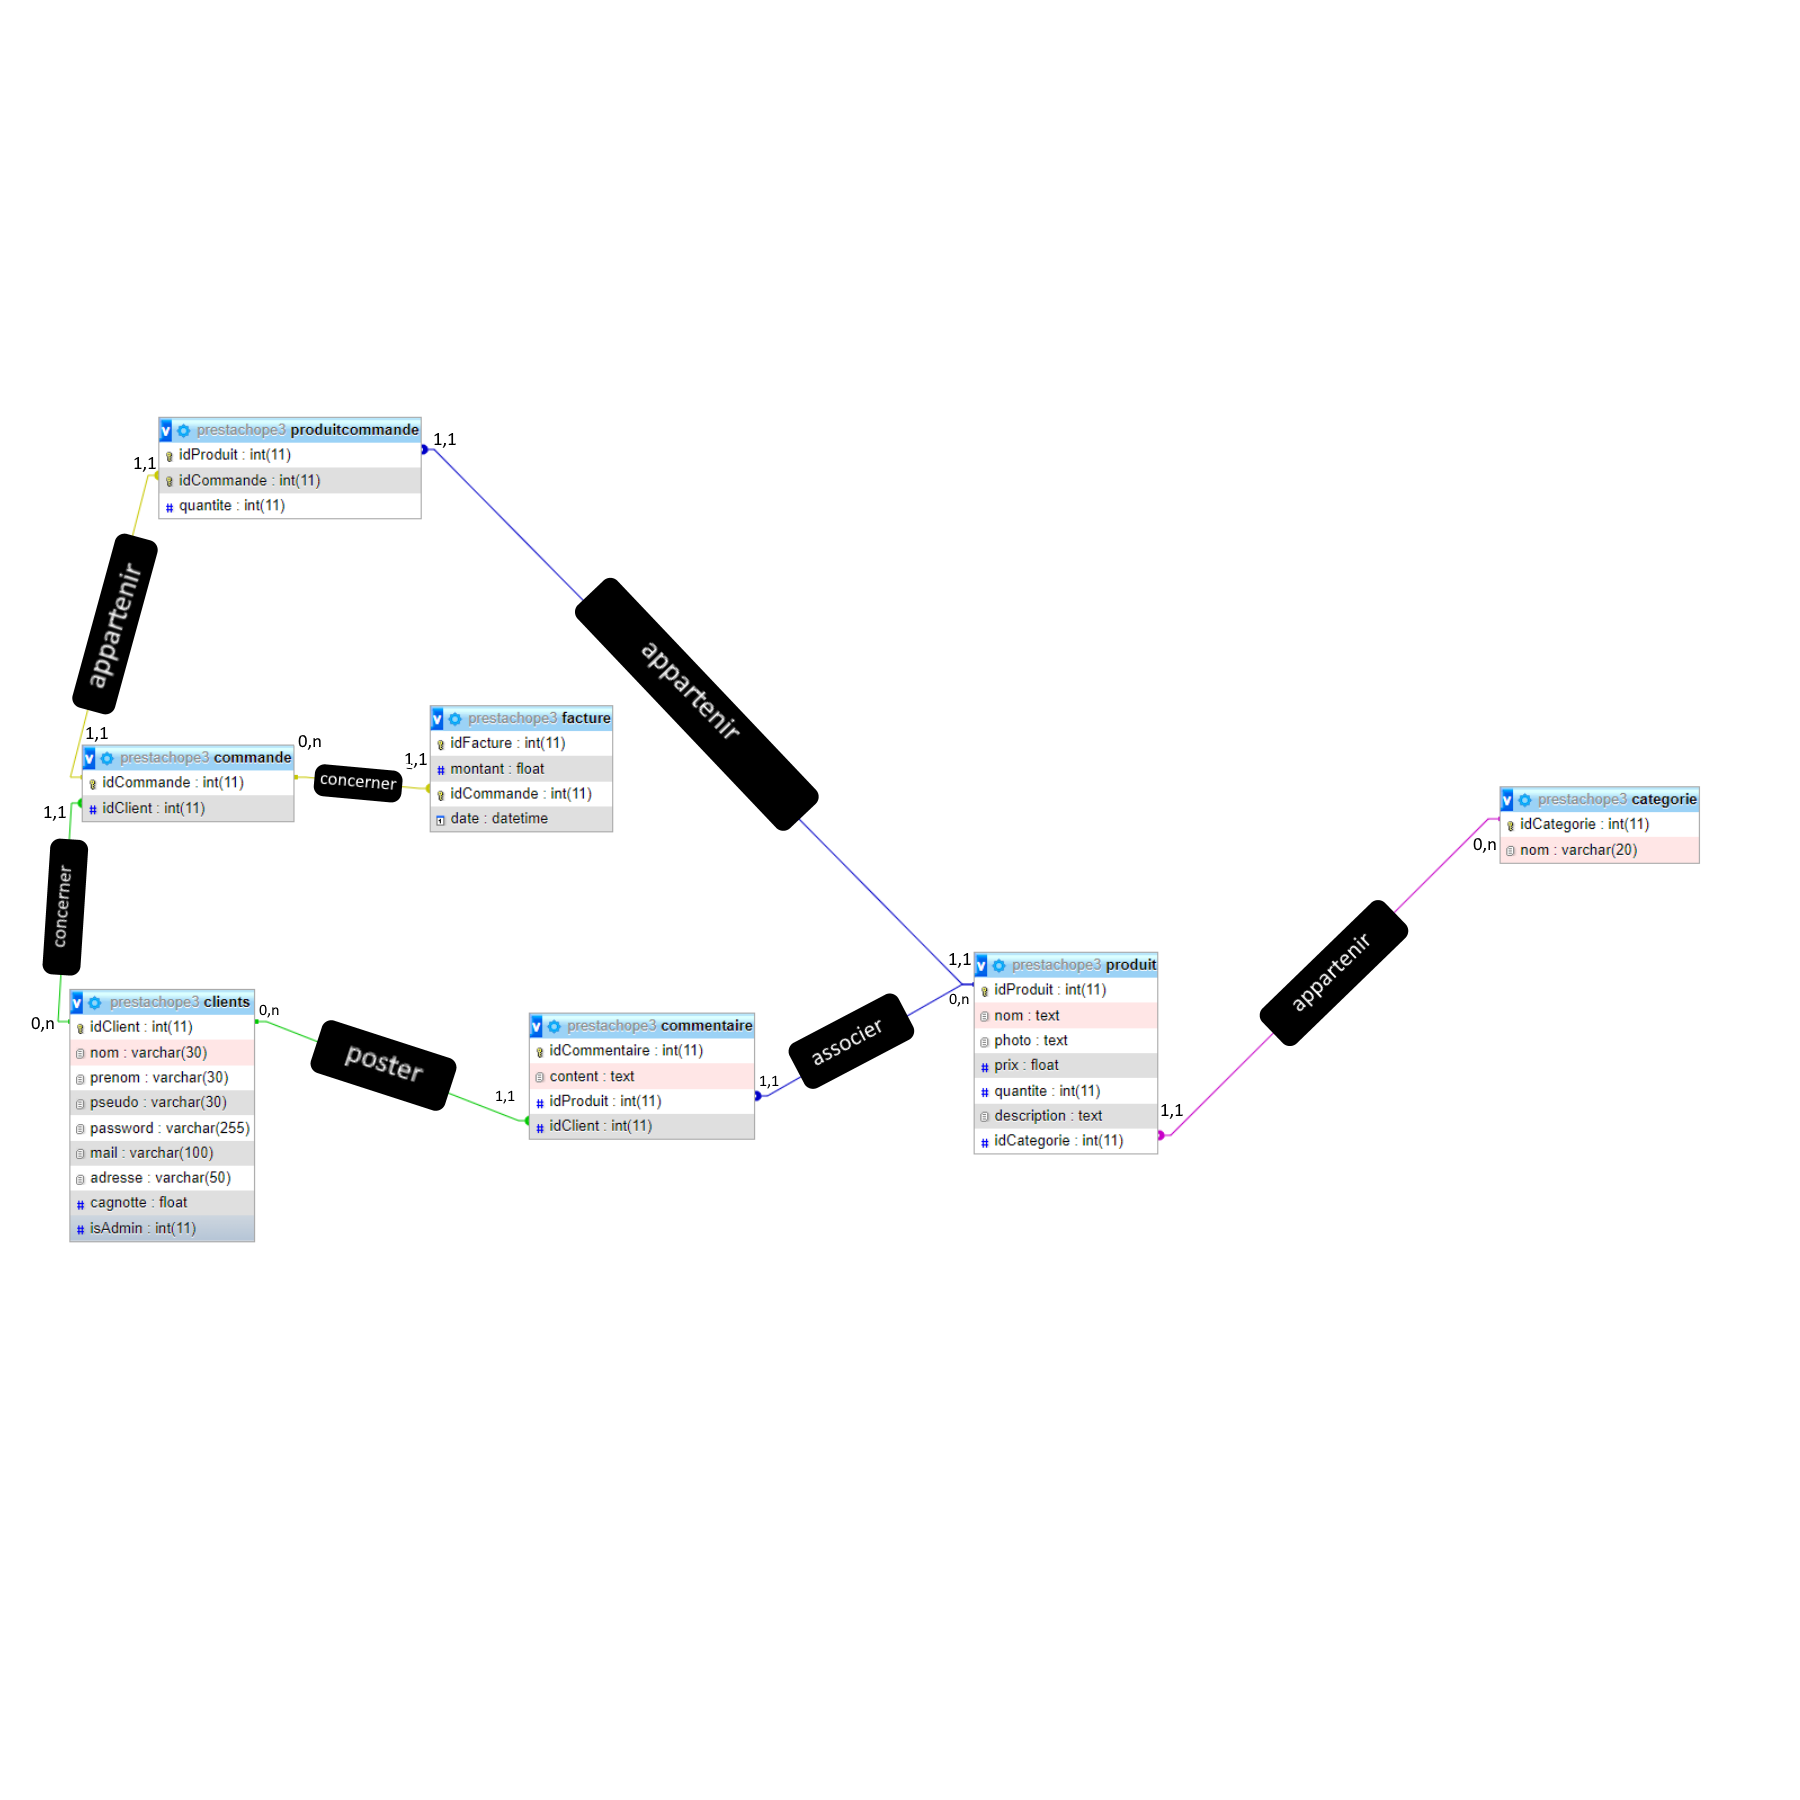 prestachope3 produitcommande
idProduit : int(11)
idCommande : int(11)
quantite : int(11)
1,1
1,1
appartenir
appartenir
1,1
prestachope3 commande
idCommande : int(11)
idClient : int(11)
0,n
concerner
1,1
prestachope3 facture
idFacture : int(11)
montant : float
idCommande : int(11)
date : datetime
1,1
concerner
0,n
prestachope3 categorie
idCategorie : int(11)
nom : varchar(20)
0,n
appartenir
1,1
prestachope3 produit
idProduit : int(11)
nom : text
photo : text
prix : float
quantite : int(11)
description : text
idCategorie : int(11)
1,1
0,n
associer
1,1
prestachope3 commentaire
idCommentaire : int(11)
content : text
idProduit : int(11)
idClient : int(11)
1,1
poster
0,n
prestachope3 clients
idClient : int(11)
nom : varchar(30)
prenom : varchar(30)
pseudo : varchar(30)
password : varchar(255)
mail : varchar(100)
adresse : varchar(50)
cagnotte : float
isAdmin : int(11)